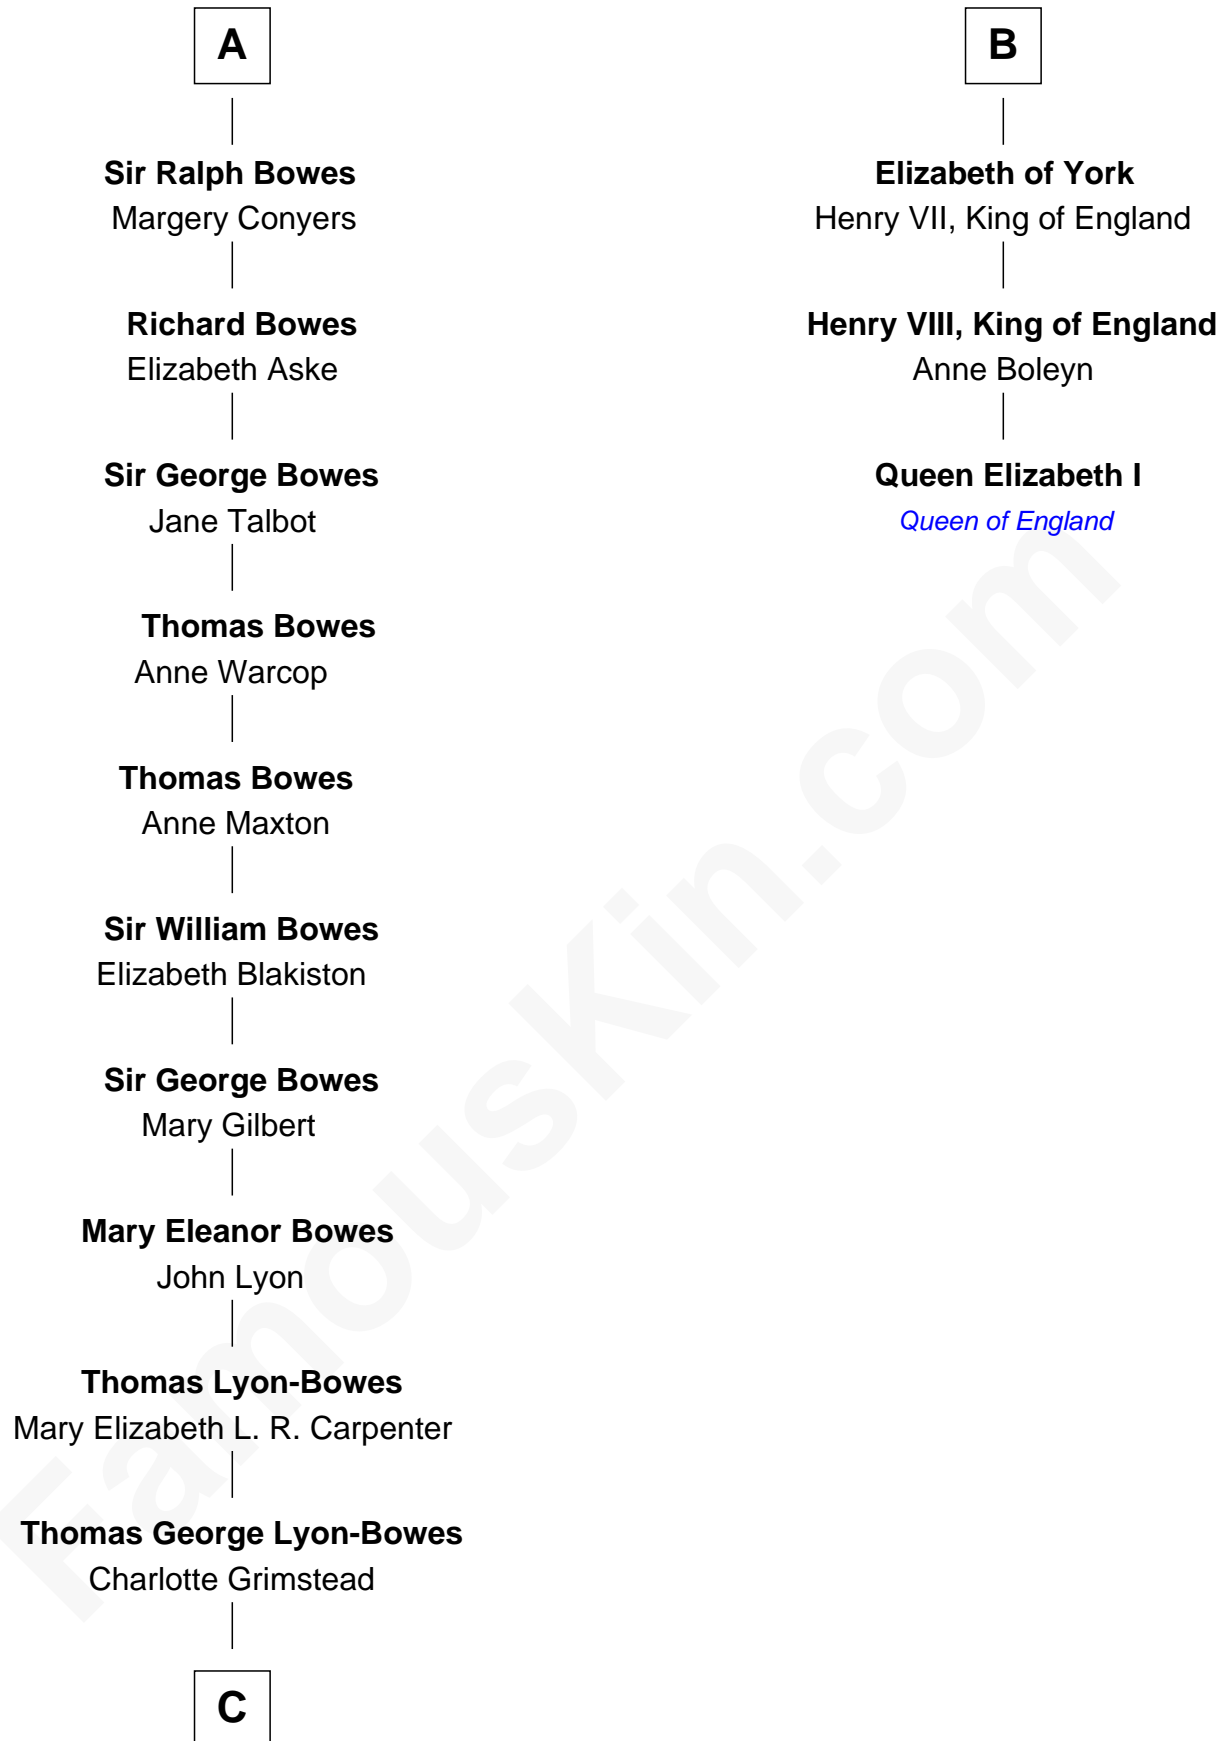 A
Sir Ralph Bowes
Margery Conyers
Richard Bowes
Elizabeth Aske
Sir George Bowes
Jane Talbot
Thomas Bowes
Anne Warcop
Thomas Bowes
Anne Maxton
Sir William Bowes
Elizabeth Blakiston
Sir George Bowes
Mary Gilbert
Mary Eleanor Bowes
John Lyon
Thomas Lyon-Bowes
Mary Elizabeth L. R. Carpenter
Thomas George Lyon-Bowes
Charlotte Grimstead
C
B
Elizabeth of York
Henry VII, King of England
Henry VIII, King of England
Anne Boleyn
Queen Elizabeth I
Queen of England
FamousKin.com